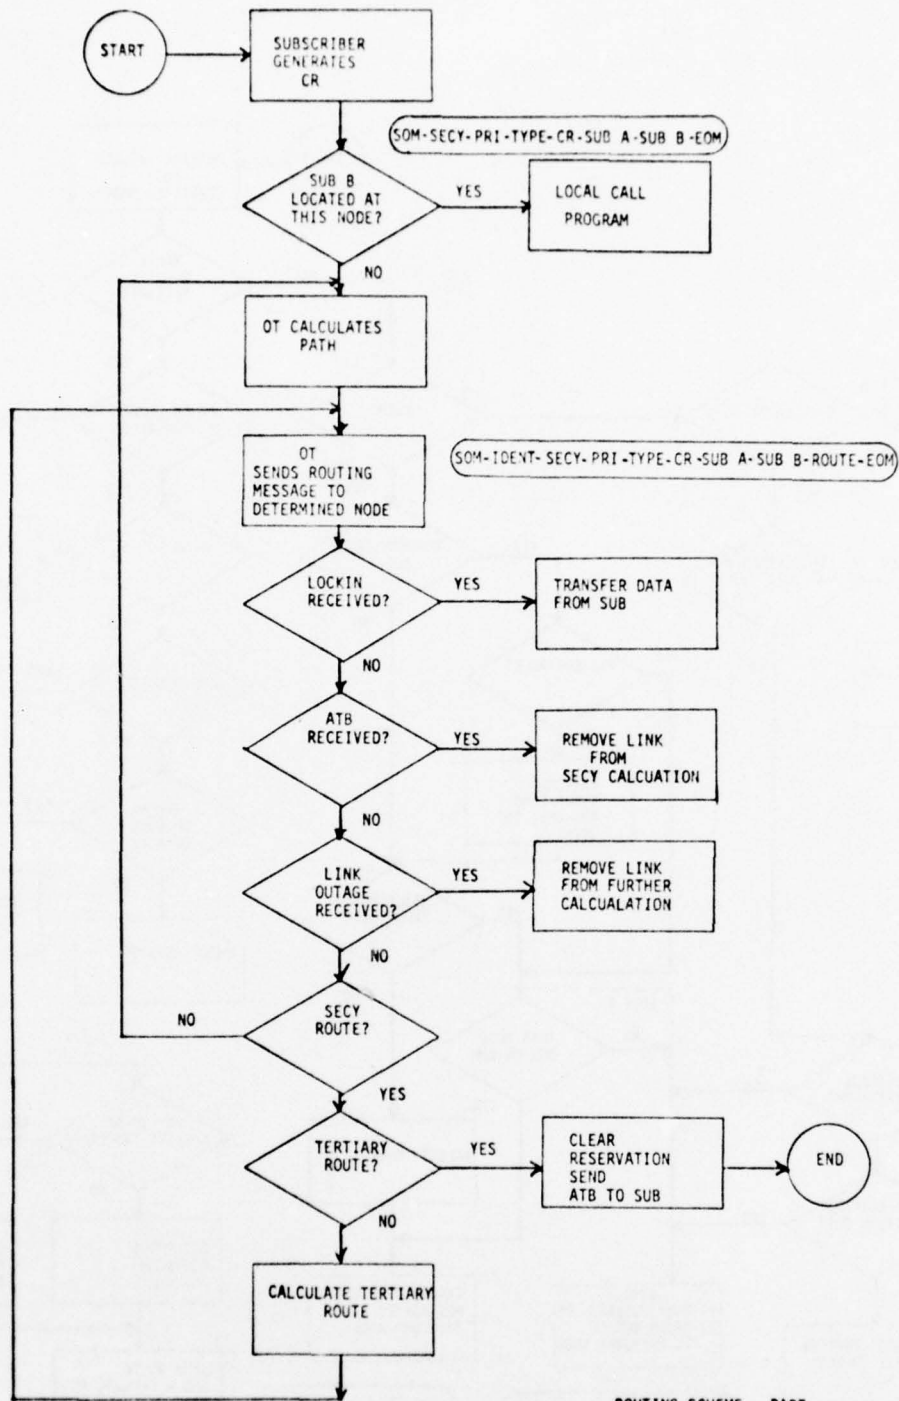 START
SUBSCRIBER
GENERATES
CR
SOM-SECY-PRI-TYPE-CR-SUB A-SUB B-EOM
SUB B
LOCATED AT
THIS NODE?
YES
LOCAL CALL
PROGRAM
NO
OT CALCULATES
PATH
OT
SENDS ROUTING
MESSAGE TO
DETERMINED NODE
SOM-IDENT-SECY-PRI-TYPE-CR-SUB A-SUB B-ROUTE-EOM
LOCKIN
RECEIVED?
YES
TRANSFER DATA
FROM SUB
NO
ATB
RECEIVED?
YES
REMOVE LINK
FROM
SECY CALCUATION
NO
LINK
OUTAGE
RECEIVED?
YES
REMOVE LINK
FROM FURTHER
CALCUALATION
NO
SECY
ROUTE?
NO
YES
TERTIARY
ROUTE?
YES
CLEAR
RESERVATION
SEND
ATB TO SUB
END
NO
CALCULATE TERTIARY
ROUTE